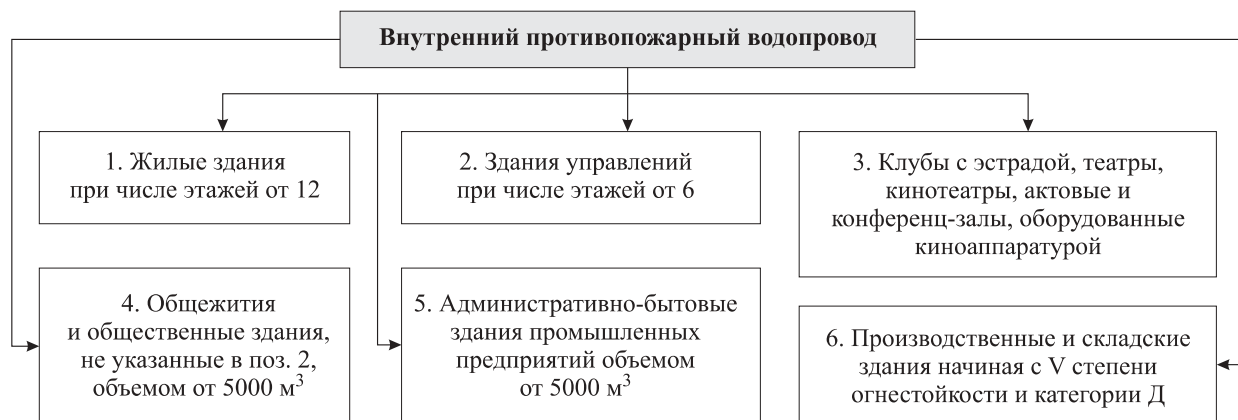 Внутренний противопожарный водопровод
1. Жилые здания
при числе этажей от 12
2. Здания управлений
при числе этажей от 6
3. Клубы с эстрадой, театры,
кинотеатры, актовые и
конференц-залы, оборудованные
киноаппаратурой
4. Общежития
и общественные здания,
не указанные в поз. 2,
объемом от 5000 м³
5. Административно-бытовые
здания промышленных
предприятий объемом
от 5000 м³
6. Производственные и складские
здания начиная с V степени
огнестойкости и категории Д